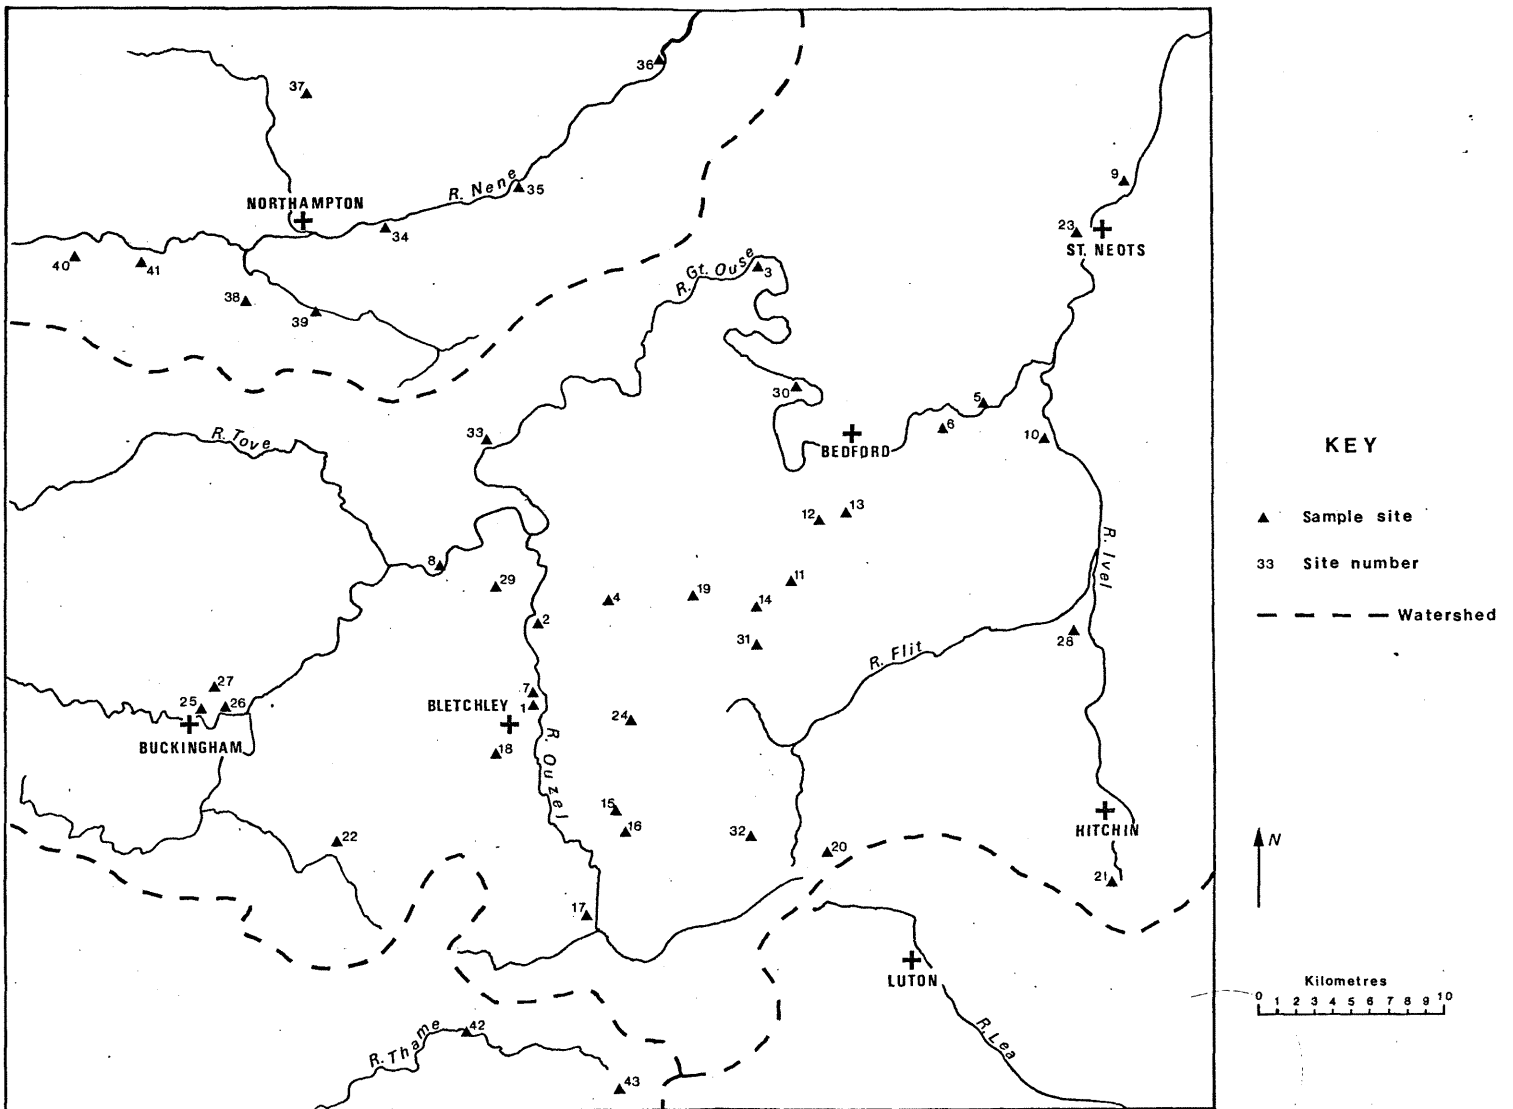 36
37
9
R. Nene
35
NORTHAMPTON
34
23
ST. NEOTS
40
41
R. Gt. Ouse
3
38
39
30
5
6
R. Tove
33
BEDFORD
10
KEY
12
13
Sample site
8
29
R. Ivel
33 Site number
4
19
11
14
2
Watershed
31
R. Flit
28
27
25
26
7
BLETCHLEY
1
24
BUCKINGHAM
18
R. Ouzel
15
16
HITCHIN
22
32
20
N
21
17
LUTON
Kilometres
0 1 2 3 4 5 6 7 8 9 10
42
R. Thame
R. Lea
43